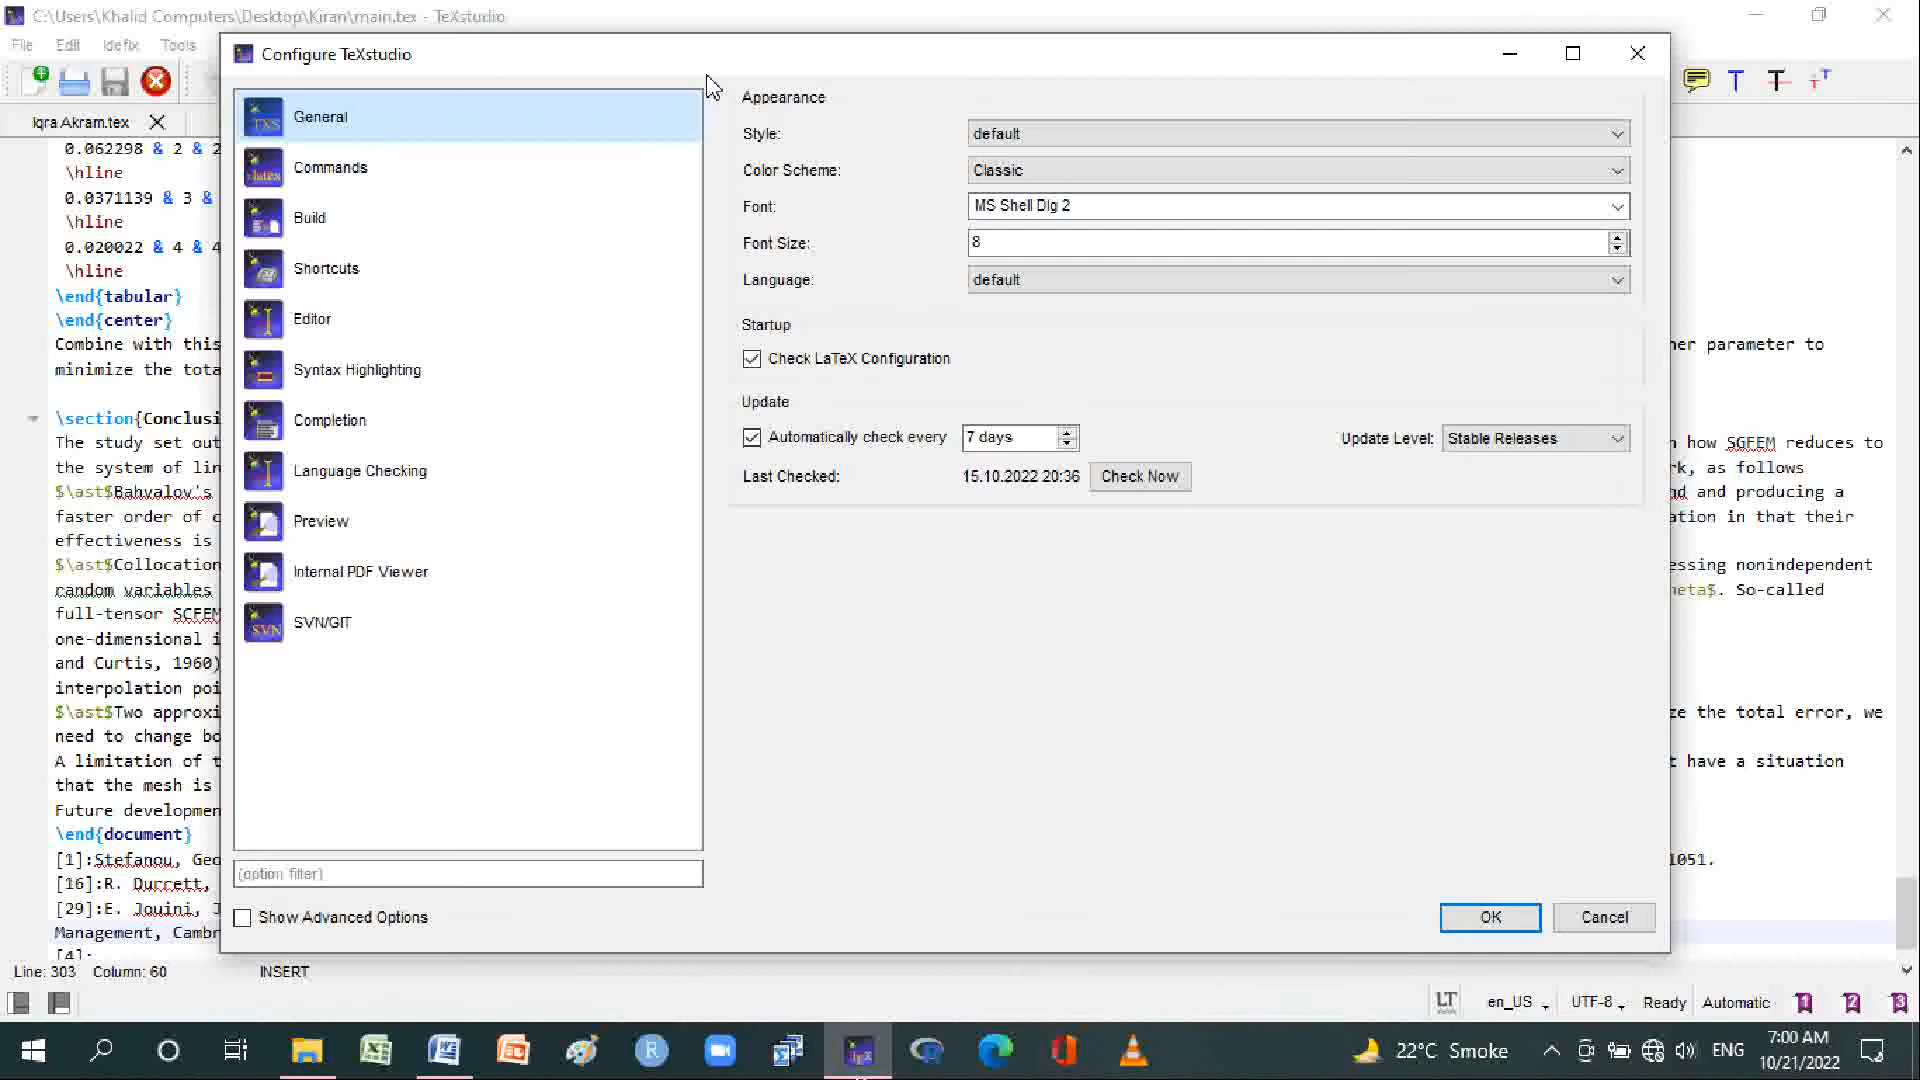 C:\Users\Khalid Computers\Desktop\Kiran\main.tex - TeXstudio
File Edit Idefix Tools
Configure TeXstudio
Iqra Akram.tex
General
Commands
Build
Shortcuts
Editor
Syntax Highlighting
Completion
Language Checking
Preview
Internal PDF Viewer
SVN/GIT
(option filter)
Show Advanced Options
Appearance
Style: default
Color Scheme: Classic
Font: MS Shell Dlg 2
Font Size: 8
Language: default
Startup
Check LaTeX Configuration
Update
Automatically check every 7 days Update Level: Stable Releases
Last Checked: 15.10.2022 20:36 Check Now
OK Cancel
0.062298 & 2 & 2
\hline
0.0371139 & 3 &
\hline
0.020022 & 4 & 4
\hline
\end{tabular}
\end{center}
Combine with this her parameter to
minimize the tota
\section{Conclusi
The study set out n how SGFEM reduces to
the system of lin rk, as follows
$\ast$Bahvalov's nd and producing a
faster order of c ation in that their
effectiveness is
$\ast$Collocation essing nonindependent
random variables heta$. So-called
full-tensor SCFEM
one-dimensional i
and Curtis, 1960)
interpolation poi
$\ast$Two approxi ze the total error, we
need to change bo
A limitation of t t have a situation
that the mesh is
Future developmen
\end{document}
[1]:Stefanou, Geo 1051.
[16]:R. Durrett,
[29]:E. Jouini, J
Management, Cambr
[4]:
Line: 303 Column: 60 INSERT
LT en_US UTF-8 Ready Automatic 1 2 3
22°C Smoke ENG 7:00 AM
10/21/2022